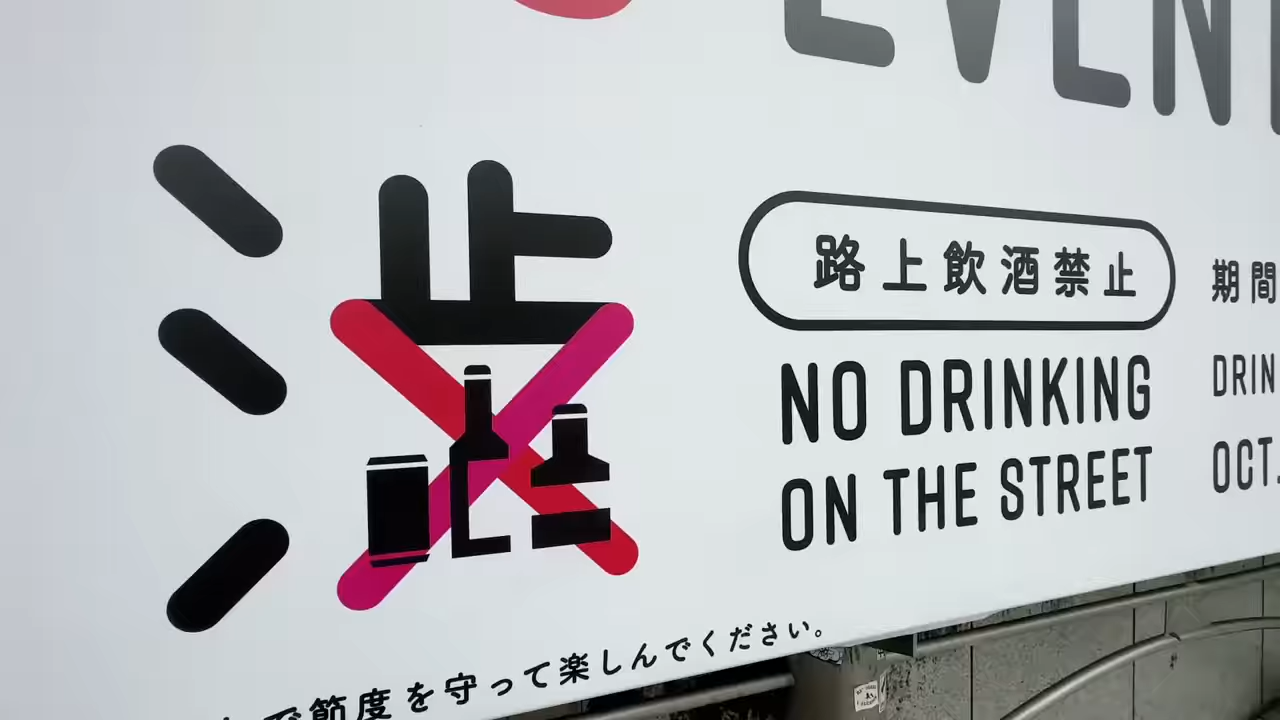 EVENT
渋
路上飲酒禁止
NO DRINKING
ON THE STREET
期間
DRIN
OCT.
で節度を守って楽しんでください。